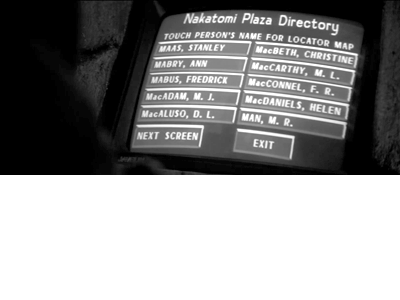 Nakatomi Plaza Directory
TOUCH PERSON'S NAME FOR LOCATOR MAP
MAAS, STANLEY
MABRY, ANN
MABUS, FREDRICK
MacADAM, M. J.
MacALUSO, D. L.
MacBETH, CHRISTINE
MacCARTHY, M. L.
MacCONNEL, F. R.
MacDANIELS, HELEN
MAN, M. R.
NEXT SCREEN
EXIT